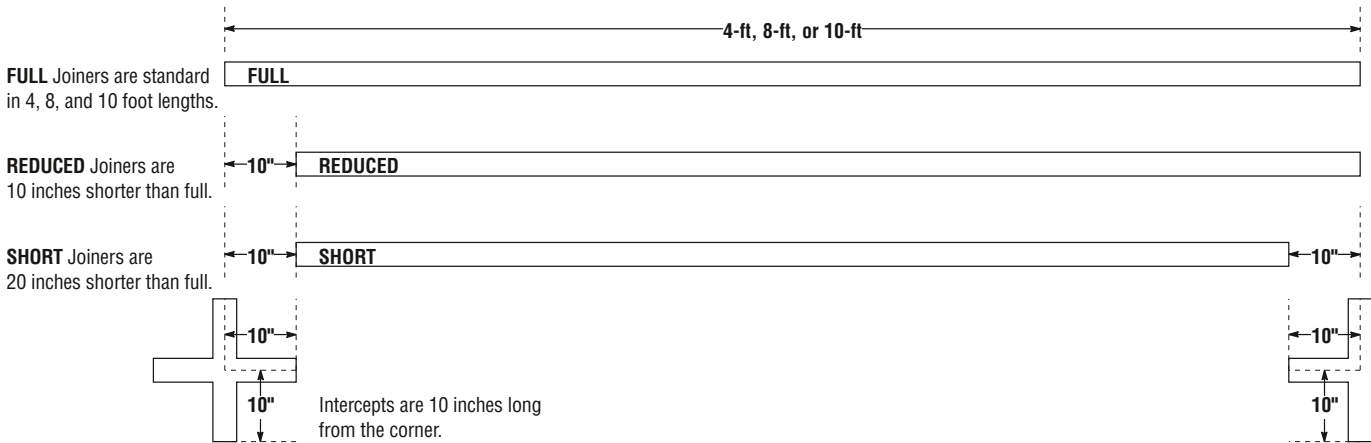 4-ft, 8-ft, or 10-ft
FULL Joiners are standard
in 4, 8, and 10 foot lengths.
FULL
REDUCED Joiners are
10 inches shorter than full.
10"
REDUCED
SHORT Joiners are
20 inches shorter than full.
10"
SHORT
10"
10"
10"
10"
Intercepts are 10 inches long
from the corner.
10"